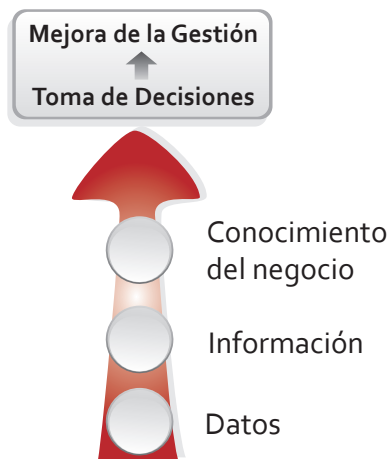 Mejora de la Gestión
Toma de Decisiones
Conocimiento
del negocio
Información
Datos